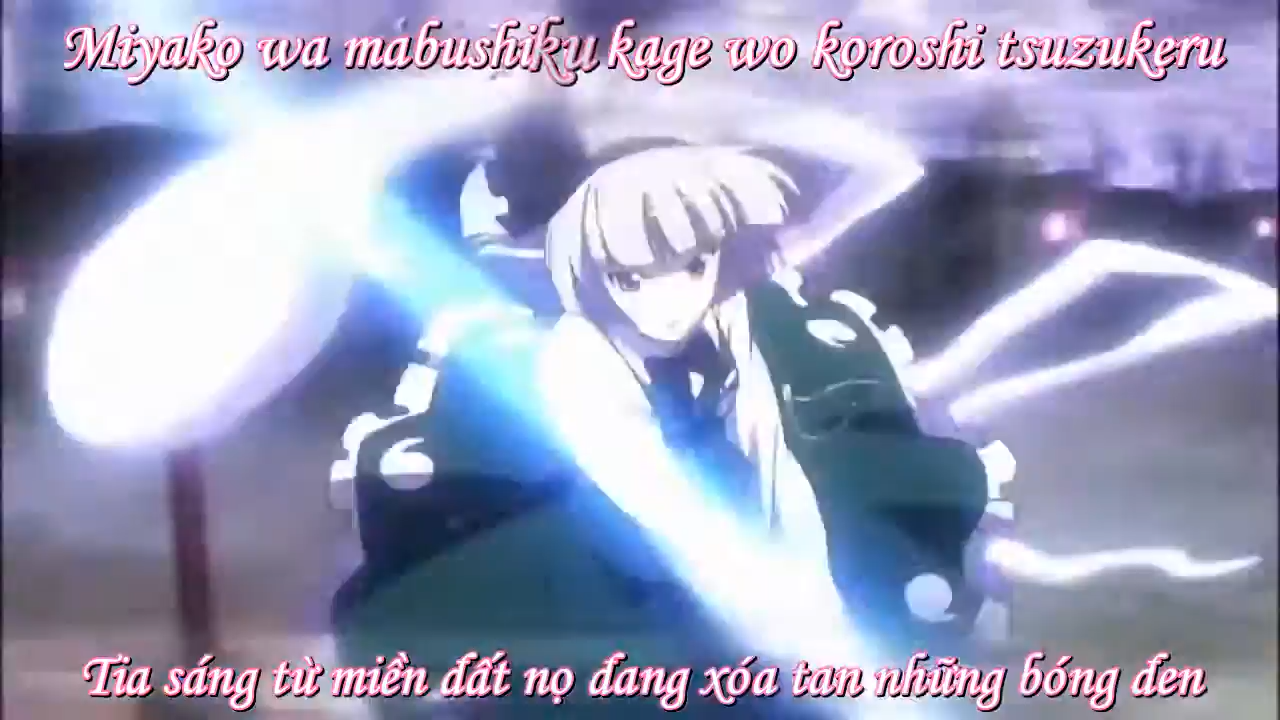 Miyako wa mabushiku kage wo koroshi tsuzukeru
Tia sáng từ miền đất nọ đang xóa tan những bóng đen